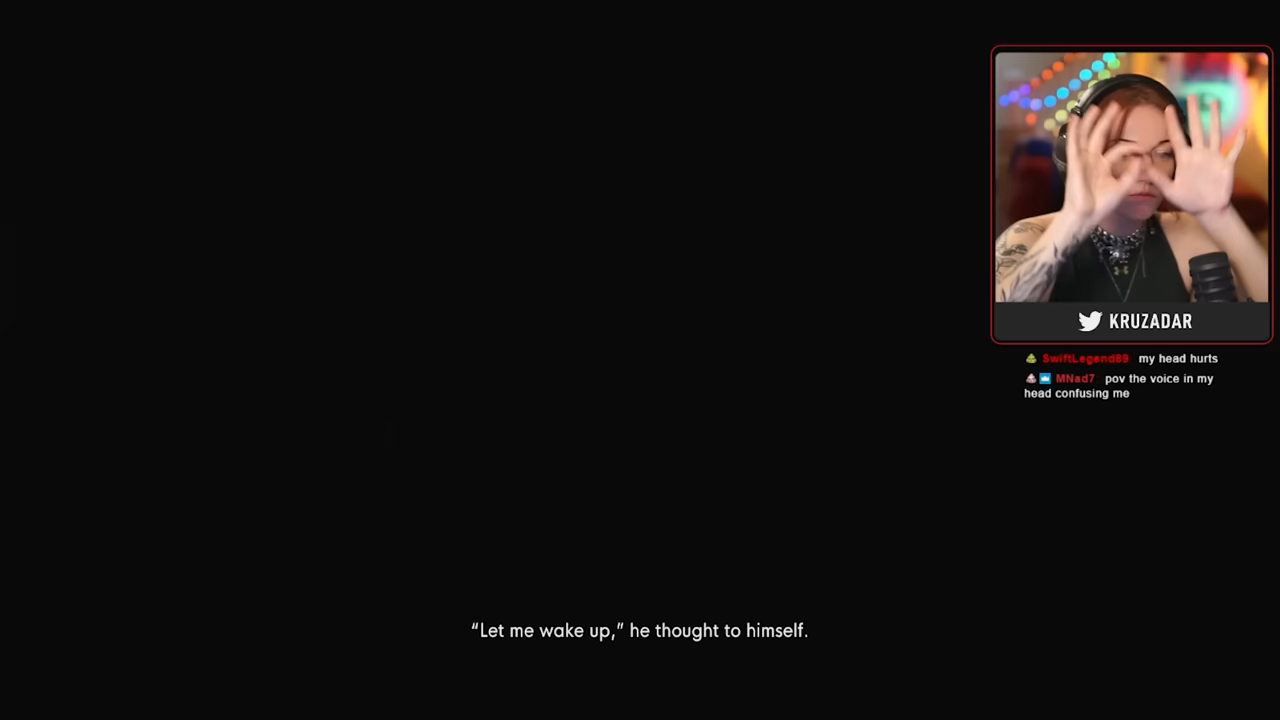 KRUZADAR
SwiftLegend89 my head hurts
MNad7 pov the voice in my
head confusing me
“Let me wake up,” he thought to himself.